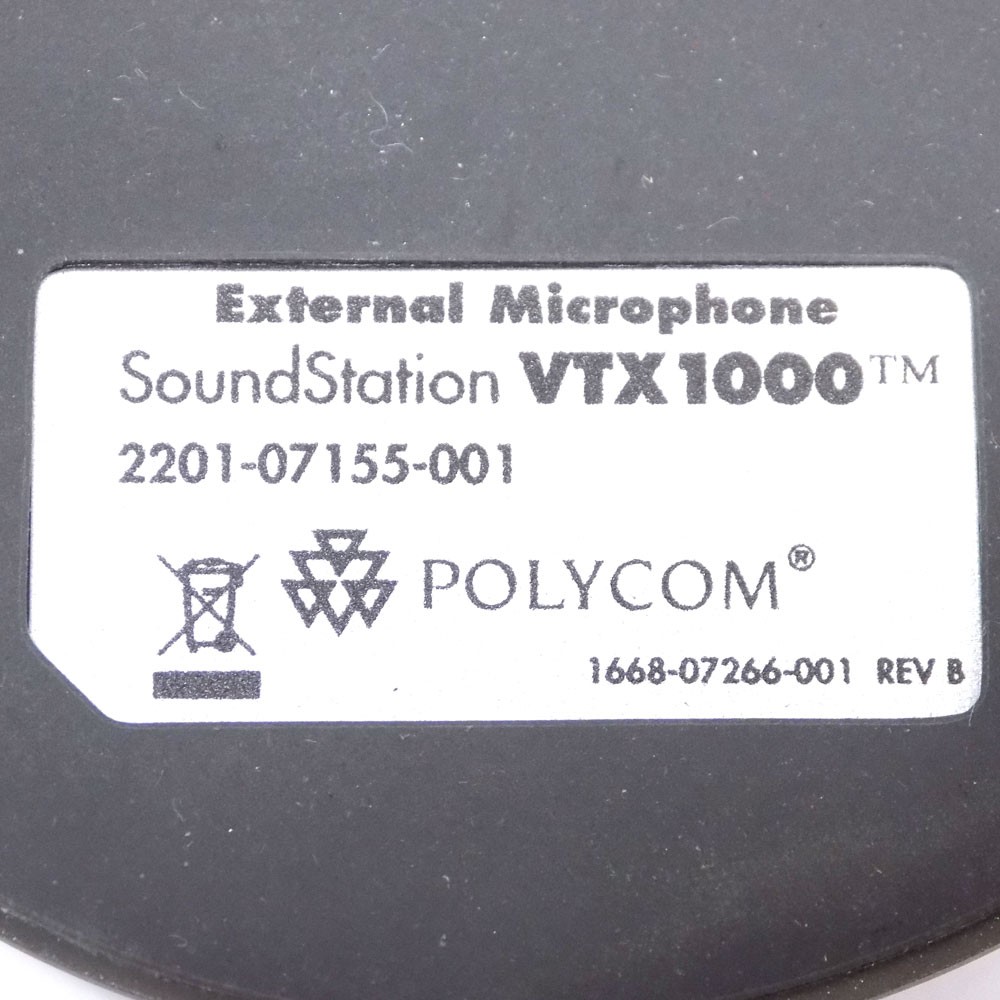 External Microphone
SoundStation VTX1000™
2201-07155-001
POLYCOM®
1668-07266-001 REV B